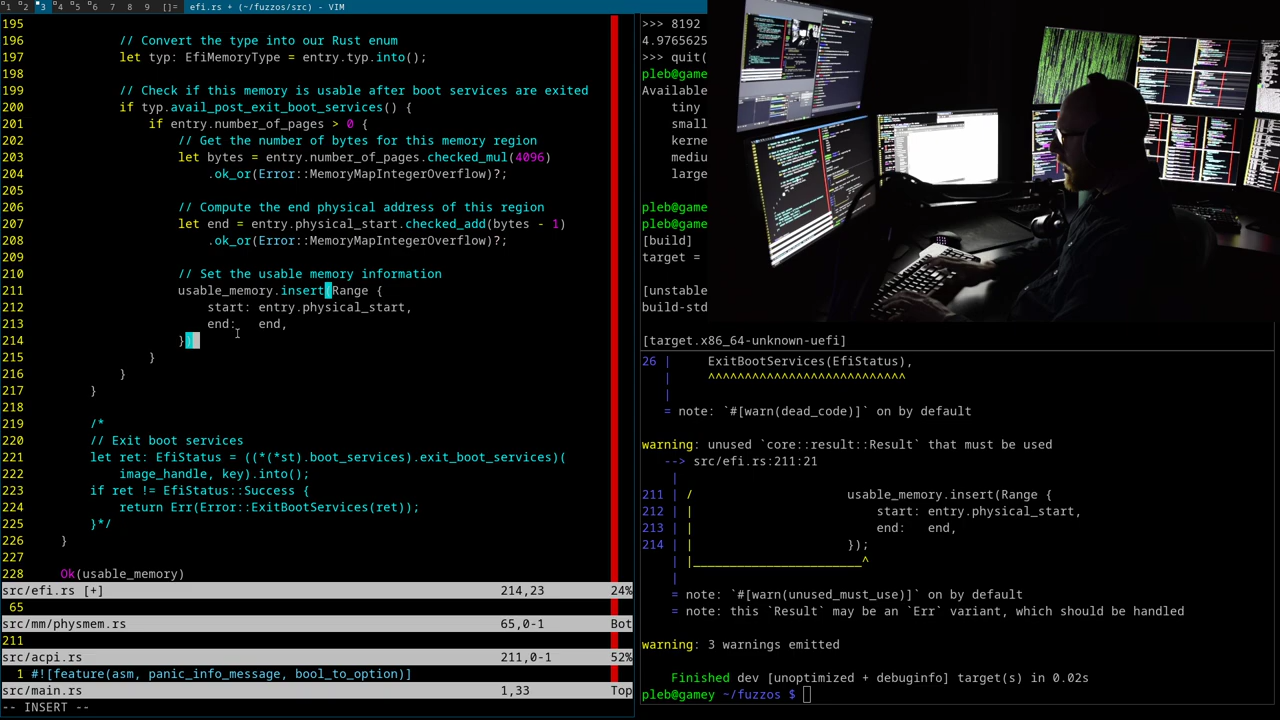 1 2 3 4 5 6 7 8 9 []= efi.rs + (~/fuzzos/src) - VIM
195
196 // Convert the type into our Rust enum
197 let typ: EfiMemoryType = entry.typ.into();
198
199 // Check if this memory is usable after boot services are exited
200 if typ.avail_post_exit_boot_services() {
201 if entry.number_of_pages > 0 {
202 // Get the number of bytes for this memory region
203 let bytes = entry.number_of_pages.checked_mul(4096)
204 .ok_or(Error::MemoryMapIntegerOverflow)?;
205
206 // Compute the end physical address of this region
207 let end = entry.physical_start.checked_add(bytes - 1)
208 .ok_or(Error::MemoryMapIntegerOverflow)?;
209
210 // Set the usable memory information
211 usable_memory.insert(Range {
212 start: entry.physical_start,
213 end: end,
214 })
215 }
216 }
217 }
218
219 /*
220 // Exit boot services
221 let ret: EfiStatus = ((*(*st).boot_services).exit_boot_services)(
222 image_handle, key).into();
223 if ret != EfiStatus::Success {
224 return Err(Error::ExitBootServices(ret));
225 }*/
226 }
227
228 Ok(usable_memory)
src/efi.rs [+] 214,23 24%
65
src/mm/physmem.rs 65,0-1 Bot
211
src/acpi.rs 211,0-1 52%
1 #![feature(asm, panic_info_message, bool_to_option)]
src/main.rs 1,33 Top
-- INSERT --
>>> 8192
4.9765625
>>> quit(
pleb@game
Available
tiny
small
kerne
mediu
large
pleb@game
pleb@game
[build]
target =
[unstable
build-std
[target.x86_64-unknown-uefi]
26 | ExitBootServices(EfiStatus),
| ^^^^^^^^^^^^^^^^^^^^^^^^^^^
|
= note: `#[warn(dead_code)]` on by default
warning: unused `core::result::Result` that must be used
--> src/efi.rs:211:21
|
211 | / usable_memory.insert(Range {
212 | | start: entry.physical_start,
213 | | end: end,
214 | | });
| |________________________^
|
= note: `#[warn(unused_must_use)]` on by default
= note: this `Result` may be an `Err` variant, which should be handled
warning: 3 warnings emitted
Finished dev [unoptimized + debuginfo] target(s) in 0.02s
pleb@gamey ~/fuzzos $